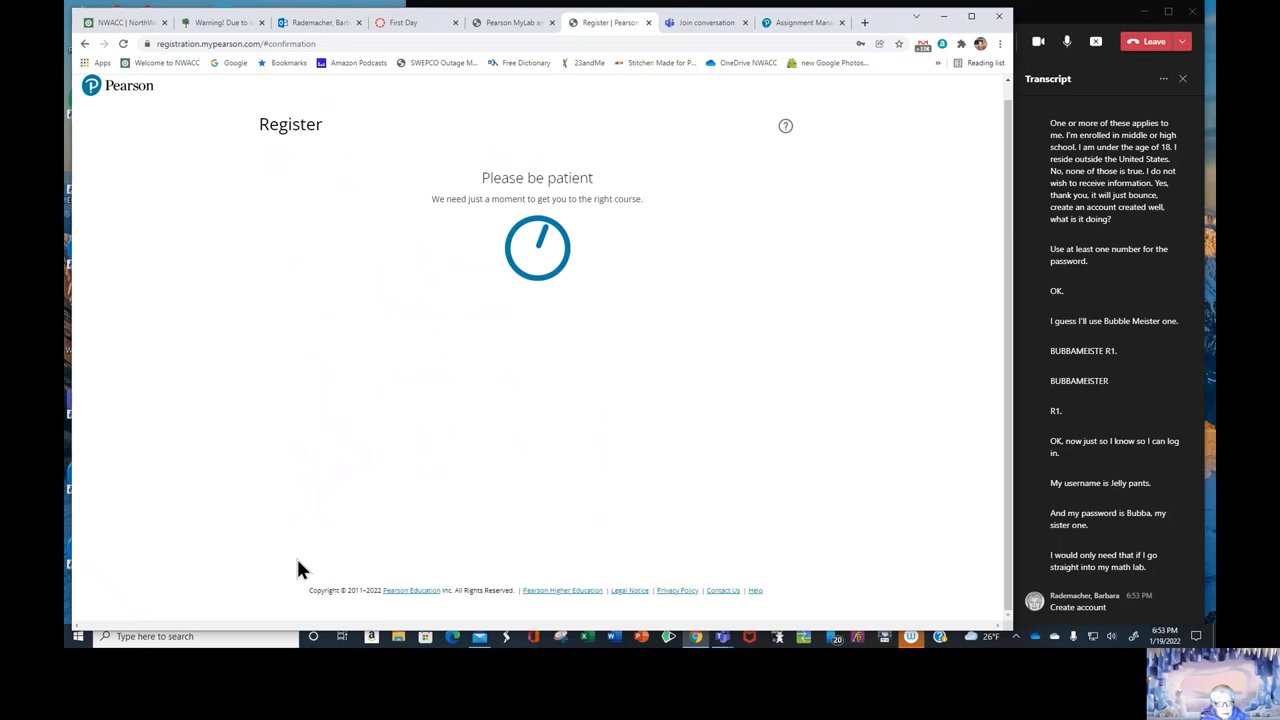 NWACC | NorthW
Warning! Due to s
Rademacher, Barb
First Day
Pearson MyLab an
Register | Pearson
Join conversation
Assignment Mana
registration.mypearson.com/#confirmation
Apps
Welcome to NWACC
Google
Bookmarks
Amazon Podcasts
SWEPCO Outage M...
Free Dictionary
23andMe
Stitcher: Made for P...
OneDrive NWACC
new Google Photos...
»
Reading list
Leave
Pearson
Transcript
Register
?
Please be patient
We need just a moment to get you to the right course.
One or more of these applies to
me. I'm enrolled in middle or high
school. I am under the age of 18. I
reside outside the United States.
No, none of those is true. I do not
wish to receive information. Yes,
thank you, it will just bounce,
create an account created well,
what is it doing?
Use at least one number for the
password.
OK.
I guess I'll use Bubble Meister one.
BUBBAMEISTE R1.
BUBBAMEISTER
R1.
OK, now just so I know so I can log
in.
My username is Jelly pants.
And my password is Bubba, my
sister one.
I would only need that if I go
straight into my math lab.
Rademacher, Barbara 6:53 PM
Create account
Copyright © 2011–2022 Pearson Education Inc. All Rights Reserved. | Pearson Higher Education | Legal Notice | Privacy Policy | Contact Us | Help
Type here to search
20
26°F
6:53 PM
1/19/2022